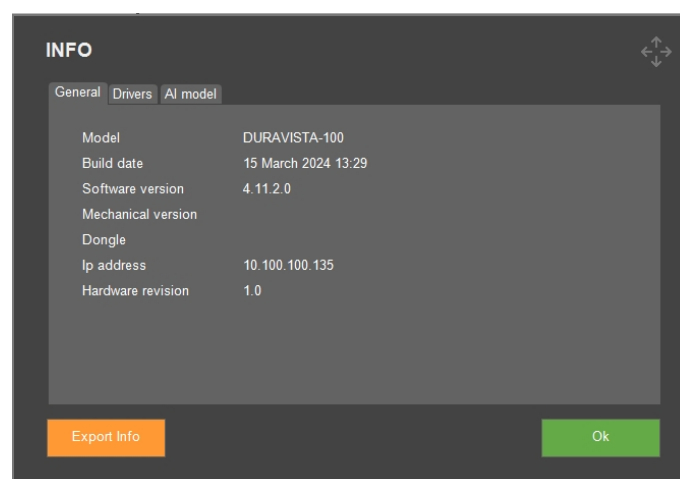 INFO
General Drivers AI model
Model DURAVISTA-100
Build date 15 March 2024 13:29
Software version 4.11.2.0
Mechanical version
Dongle
Ip address 10.100.100.135
Hardware revision 1.0
Export Info Ok